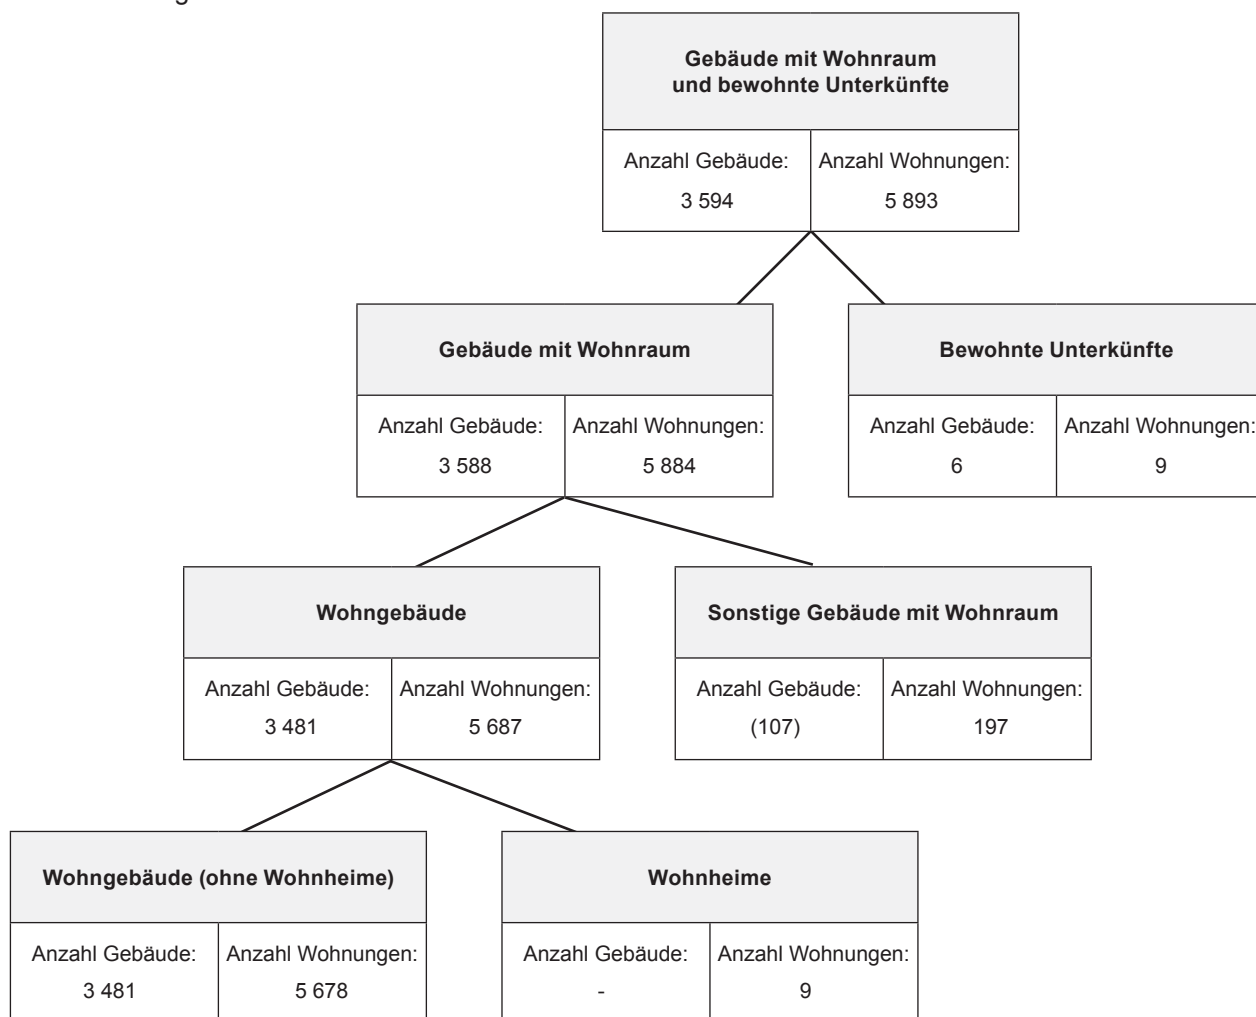 Gebäude mit Wohnraum
und bewohnte Unterkünfte
Anzahl Gebäude: Anzahl Wohnungen:
3 594 5 893
Gebäude mit Wohnraum
Anzahl Gebäude: Anzahl Wohnungen:
3 588 5 884
Bewohnte Unterkünfte
Anzahl Gebäude: Anzahl Wohnungen:
6 9
Wohngebäude
Anzahl Gebäude: Anzahl Wohnungen:
3 481 5 687
Sonstige Gebäude mit Wohnraum
Anzahl Gebäude: Anzahl Wohnungen:
(107) 197
Wohngebäude (ohne Wohnheime)
Anzahl Gebäude: Anzahl Wohnungen:
3 481 5 678
Wohnheime
Anzahl Gebäude: Anzahl Wohnungen:
- 9